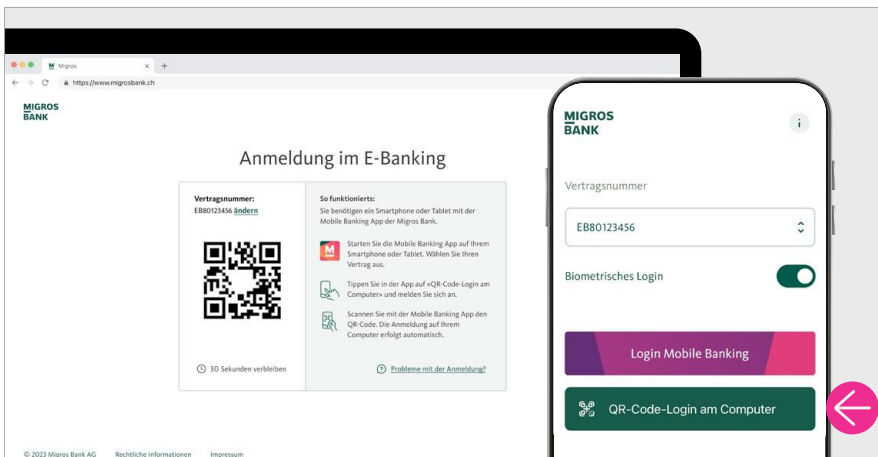 Migros
https://www.migrosbank.ch
MIGROS
BANK
Anmeldung im E-Banking
Vertragsnummer:
EB80123456 ändern
30 Sekunden verbleiben
So funktionierts:
Sie benötigen ein Smartphone oder Tablet mit der
Mobile Banking App der Migros Bank.
M
Starten Sie die Mobile Banking App auf Ihrem
Smartphone oder Tablet. Wählen Sie Ihren
Vertrag aus.
Tippen Sie in der App auf «QR-Code-Login am
Computer» und melden Sie sich an.
Scannen Sie mit der Mobile Banking App den
QR-Code. Die Anmeldung auf Ihrem
Computer erfolgt automatisch.
Probleme mit der Anmeldung?
© 2023 Migros Bank AG Rechtliche Informationen Impressum
MIGROS
BANK
i
Vertragsnummer
EB80123456
Biometrisches Login
Login Mobile Banking
QR-Code-Login am Computer